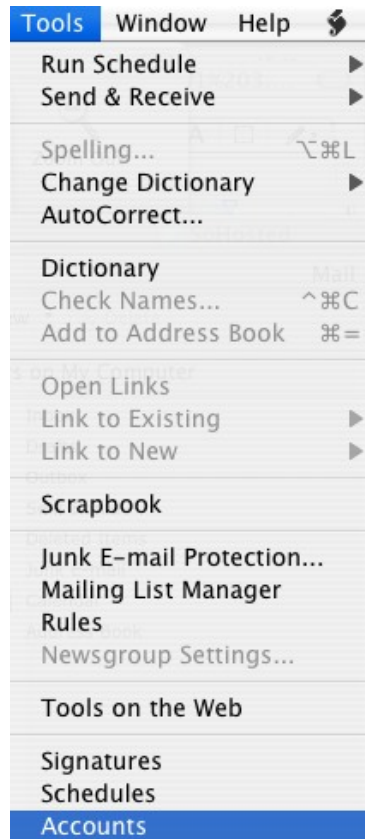 Tools Window Help
Run Schedule
Send & Receive
Spelling... ⌥⌘L
Change Dictionary
AutoCorrect...
Dictionary
Check Names... ^⌘C
Add to Address Book ⌘=
Open Links
Link to Existing
Link to New
Scrapbook
Junk E-mail Protection...
Mailing List Manager
Rules
Newsgroup Settings...
Tools on the Web
Signatures
Schedules
Accounts